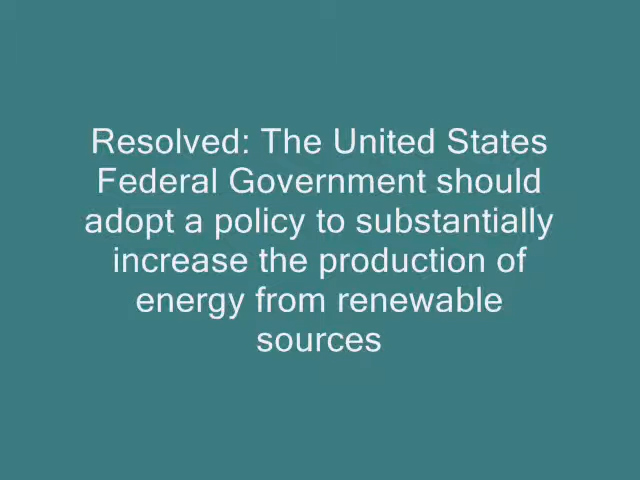 Resolved: The United States
Federal Government should
adopt a policy to substantially
increase the production of
energy from renewable
sources